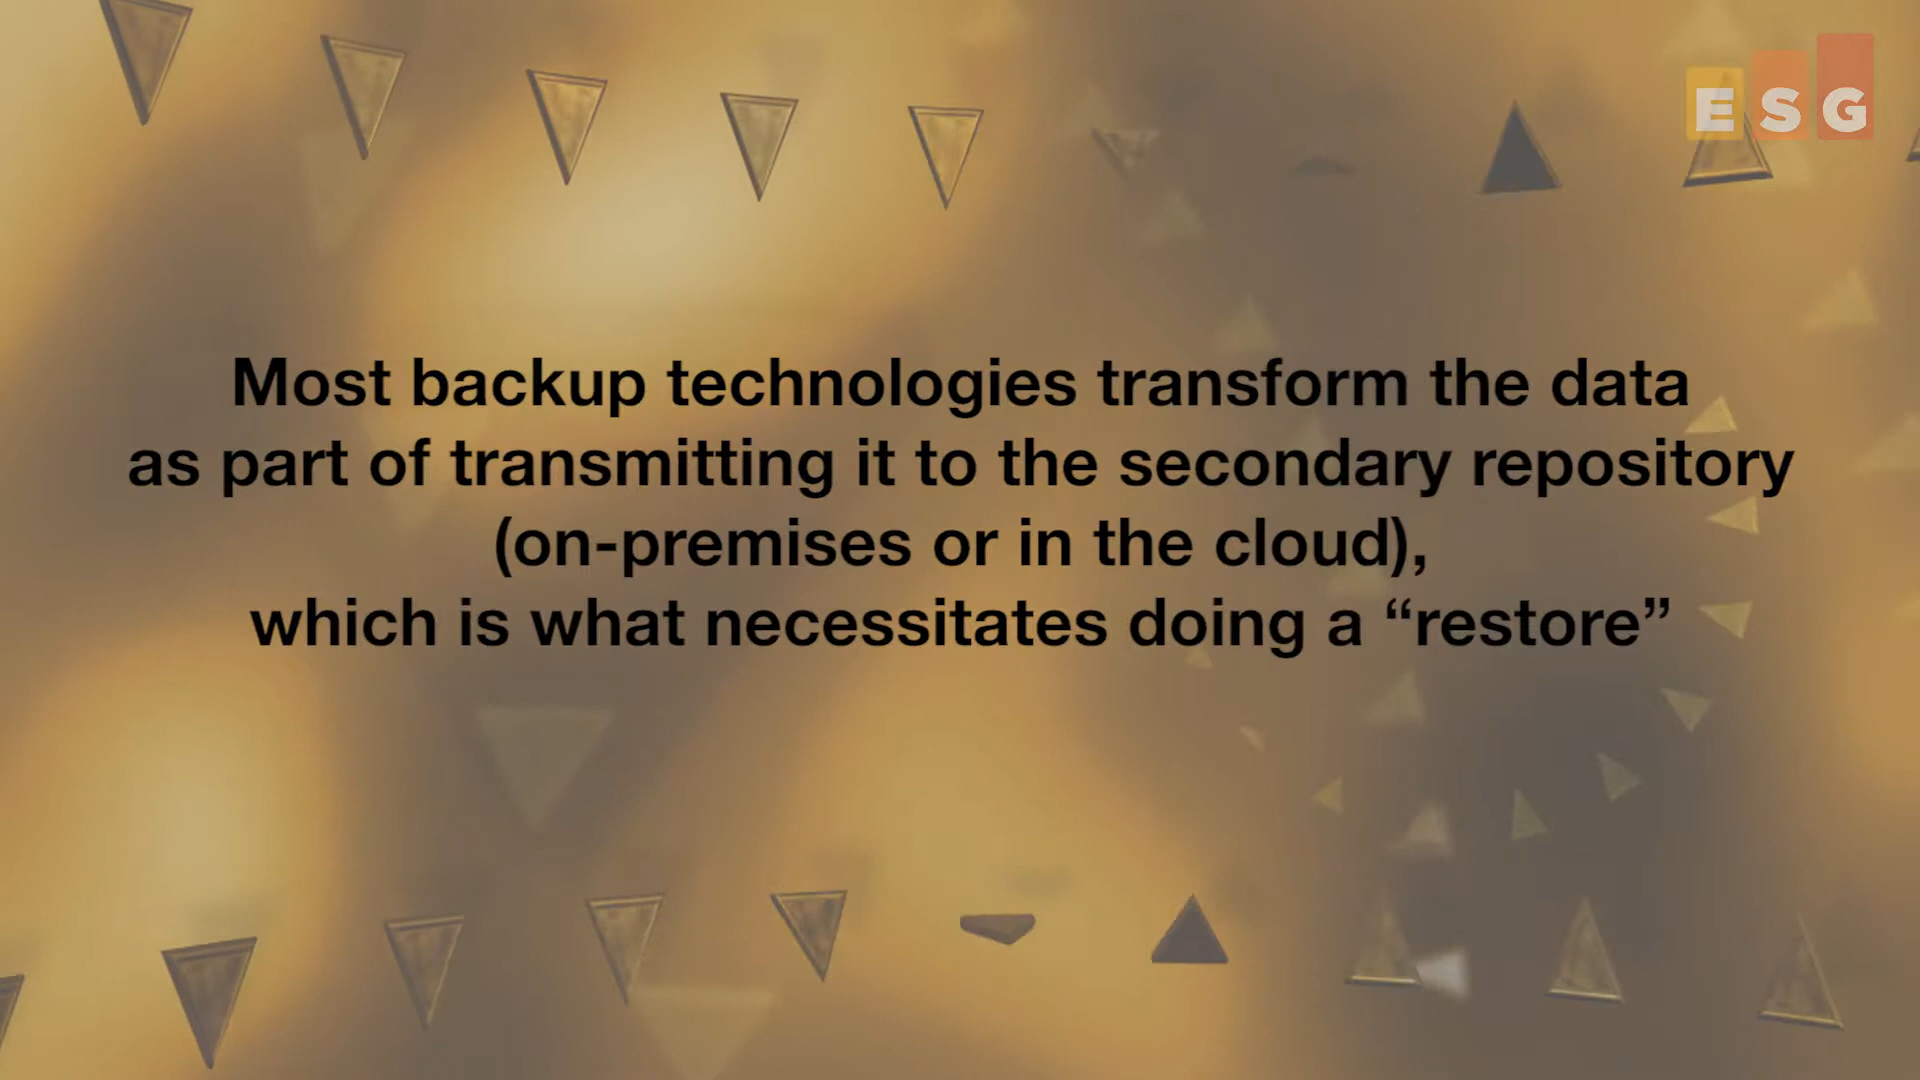 ESG
Most backup technologies transform the data
as part of transmitting it to the secondary repository
(on-premises or in the cloud),
which is what necessitates doing a “restore”